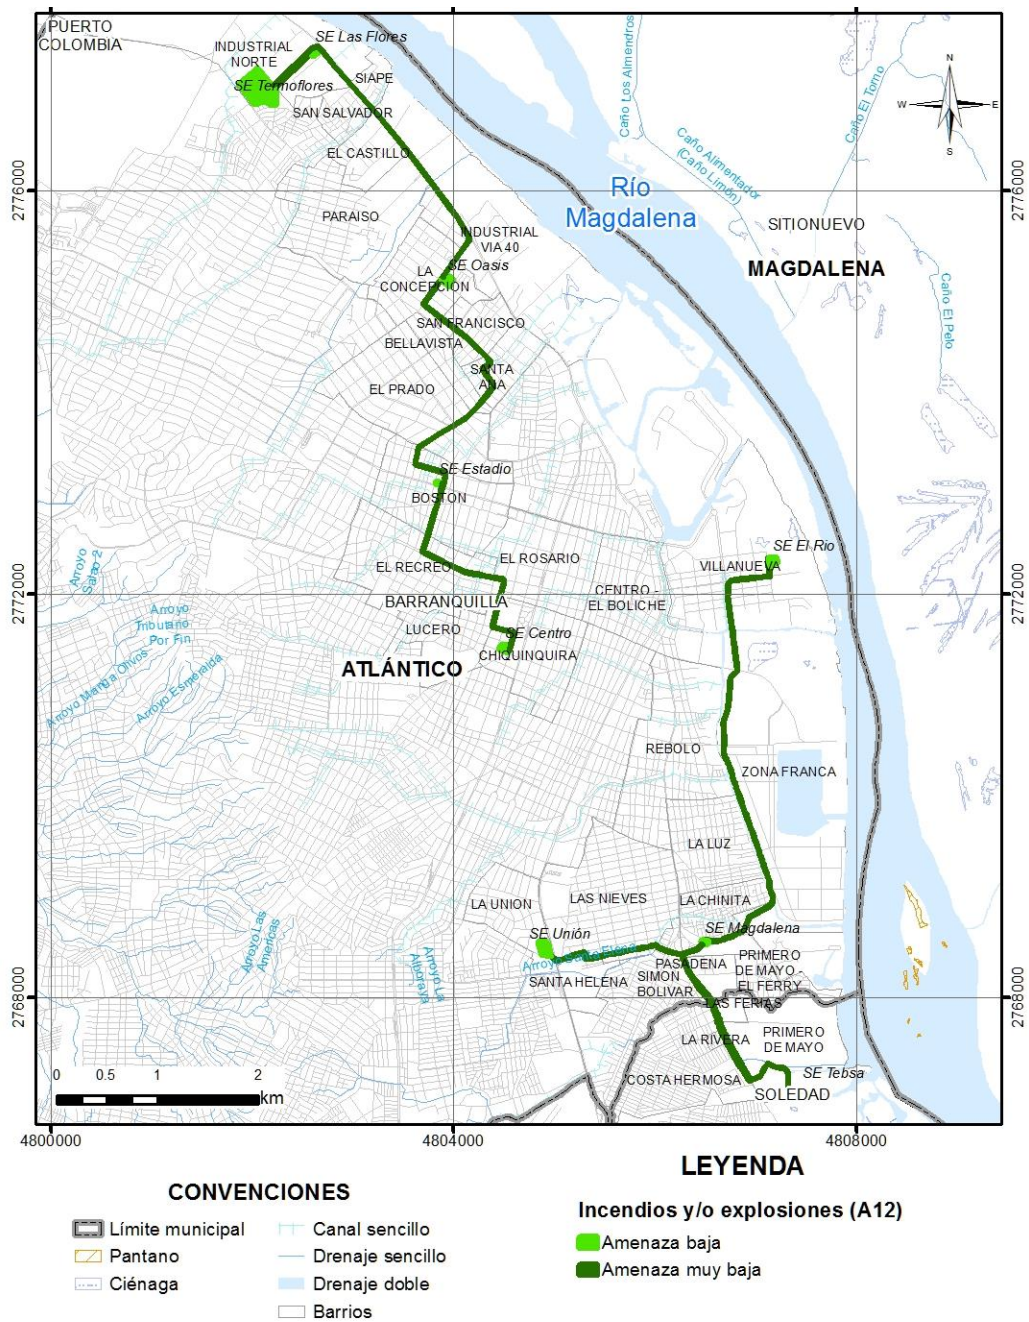 PUERTO
COLOMBIA
INDUSTRIAL
NORTE
SE Las Flores
SE Termoflores
SIAPE
SAN SALVADOR
EL CASTILLO
PARAISO
INDUSTRIAL
VIA 40
SE Oasis
LA
CONCEPCION
SAN FRANCISCO
BELLAVISTA
SANTA
ANA
EL PRADO
SE Estadio
BOSTON
EL ROSARIO
EL RECREO
BARRANQUILLA
LUCERO
SE Centro
CHIQUINQUIRA
ATLÁNTICO
CENTRO -
EL BOLICHE
VILLANUEVA
SE El Rio
REBOLO
ZONA FRANCA
LA LUZ
LA CHINITA
LAS NIEVES
LA UNION
SE Unión
SE Magdalena
PASADENA
SANTA HELENA
SIMON
BOLIVAR
PRIMERO
DE MAYO -
EL FERRY
LAS FERIAS
LA RIVERA
PRIMERO
DE MAYO
COSTA HERMOSA
SE Tebsa
SOLEDAD
Río
Magdalena
Caño Los Almendros
Caño Alimentador
(Caño Limón)
Caño El Torno
SITIONUEVO
MAGDALENA
Caño El Pelo
Arroyo
Salao 2
Arroyo
Tributario
Por Fin
Arroyo Manga Olivos
Arroyo Esmeralda
Arroyo Las
Americas
Arroyo La
Alboraya
Arroyo
N
W
E
S
2776000
2772000
2768000
2776000
2772000
2768000
0
0.5
1
2
km
4800000
4804000
4808000
CONVENCIONES
Límite municipal
Pantano
Ciénaga
Canal sencillo
Drenaje sencillo
Drenaje doble
Barrios
LEYENDA
Incendios y/o explosiones (A12)
Amenaza baja
Amenaza muy baja